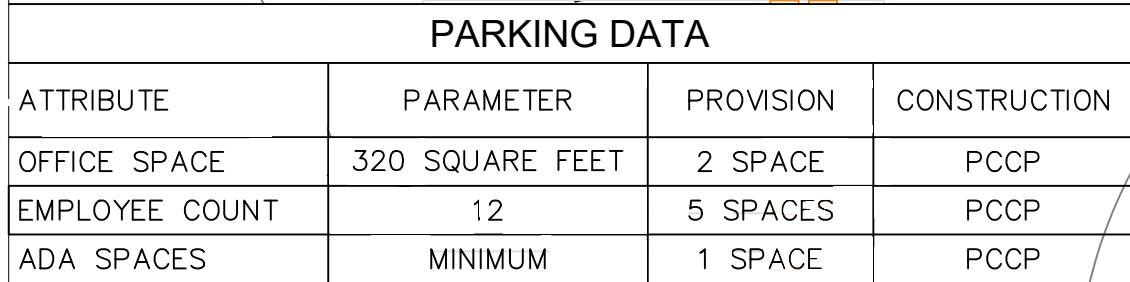 PARKING DATA
ATTRIBUTE PARAMETER PROVISION CONSTRUCTION
OFFICE SPACE 320 SQUARE FEET 2 SPACE PCCP
EMPLOYEE COUNT 12 5 SPACES PCCP
ADA SPACES MINIMUM 1 SPACE PCCP